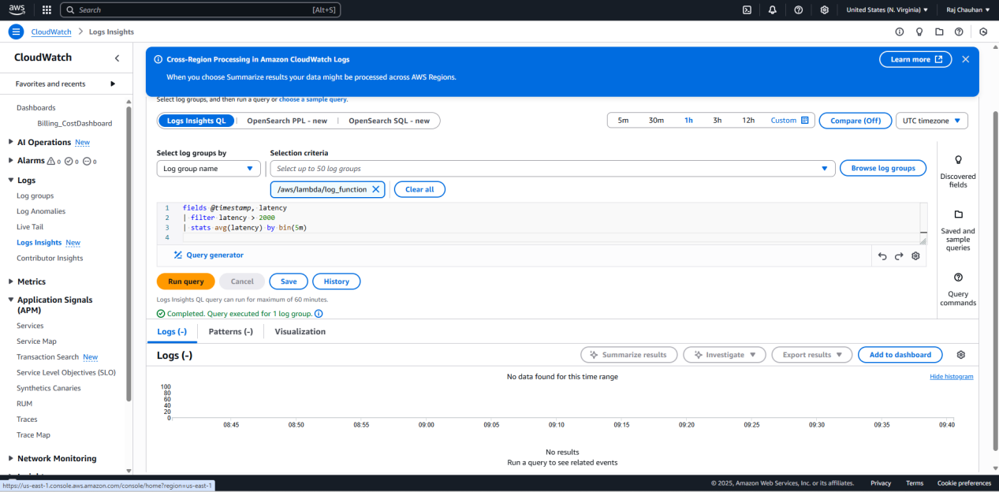 aws
Search [Alt+S]
United States (N. Virginia) Raj Chauhan
CloudWatch > Logs Insights
CloudWatch
Favorites and recents
Dashboards
Billing_CostDashboard
AI Operations New
Alarms 0 0 0
Logs
Log groups
Log Anomalies
Live Tail
Logs Insights New
Contributor Insights
Metrics
Application Signals
(APM)
Services
Service Map
Transaction Search New
Service Level Objectives (SLO)
Synthetics Canaries
RUM
Traces
Trace Map
Network Monitoring
Cross-Region Processing in Amazon CloudWatch Logs
Learn more
When you choose Summarize results your data might be processed across AWS Regions.
Select log groups, and then run a query or choose a sample query.
Logs Insights QL | OpenSearch PPL - new | OpenSearch SQL - new
5m 30m 1h 3h 12h Custom
Compare (Off)
UTC timezone
Select log groups by
Log group name
Selection criteria
Select up to 50 log groups
Browse log groups
/aws/lambda/log_function
Clear all
1 fields @timestamp, latency
2 | filter latency > 2000
3 | stats avg(latency) by bin(5m)
4
Query generator
Discovered
fields
Saved and
sample
queries
Query
commands
Run query Cancel Save History
Logs Insights QL query can run for maximum of 60 minutes.
Completed. Query executed for 1 log group.
Logs (-) Patterns (-) Visualization
Logs (-)
Summarize results Investigate Export results Add to dashboard
No data found for this time range
Hide histogram
100
80
60
40
20
0
08:45 08:50 08:55 09:00 09:05 09:10 09:15 09:20 09:25 09:30 09:35 09:40
No results
Run a query to see related events
https://us-east-1.console.aws.amazon.com/console/home?region=us-east-1
© 2025, Amazon Web Services, Inc. or its affiliates. Privacy Terms Cookie preferences